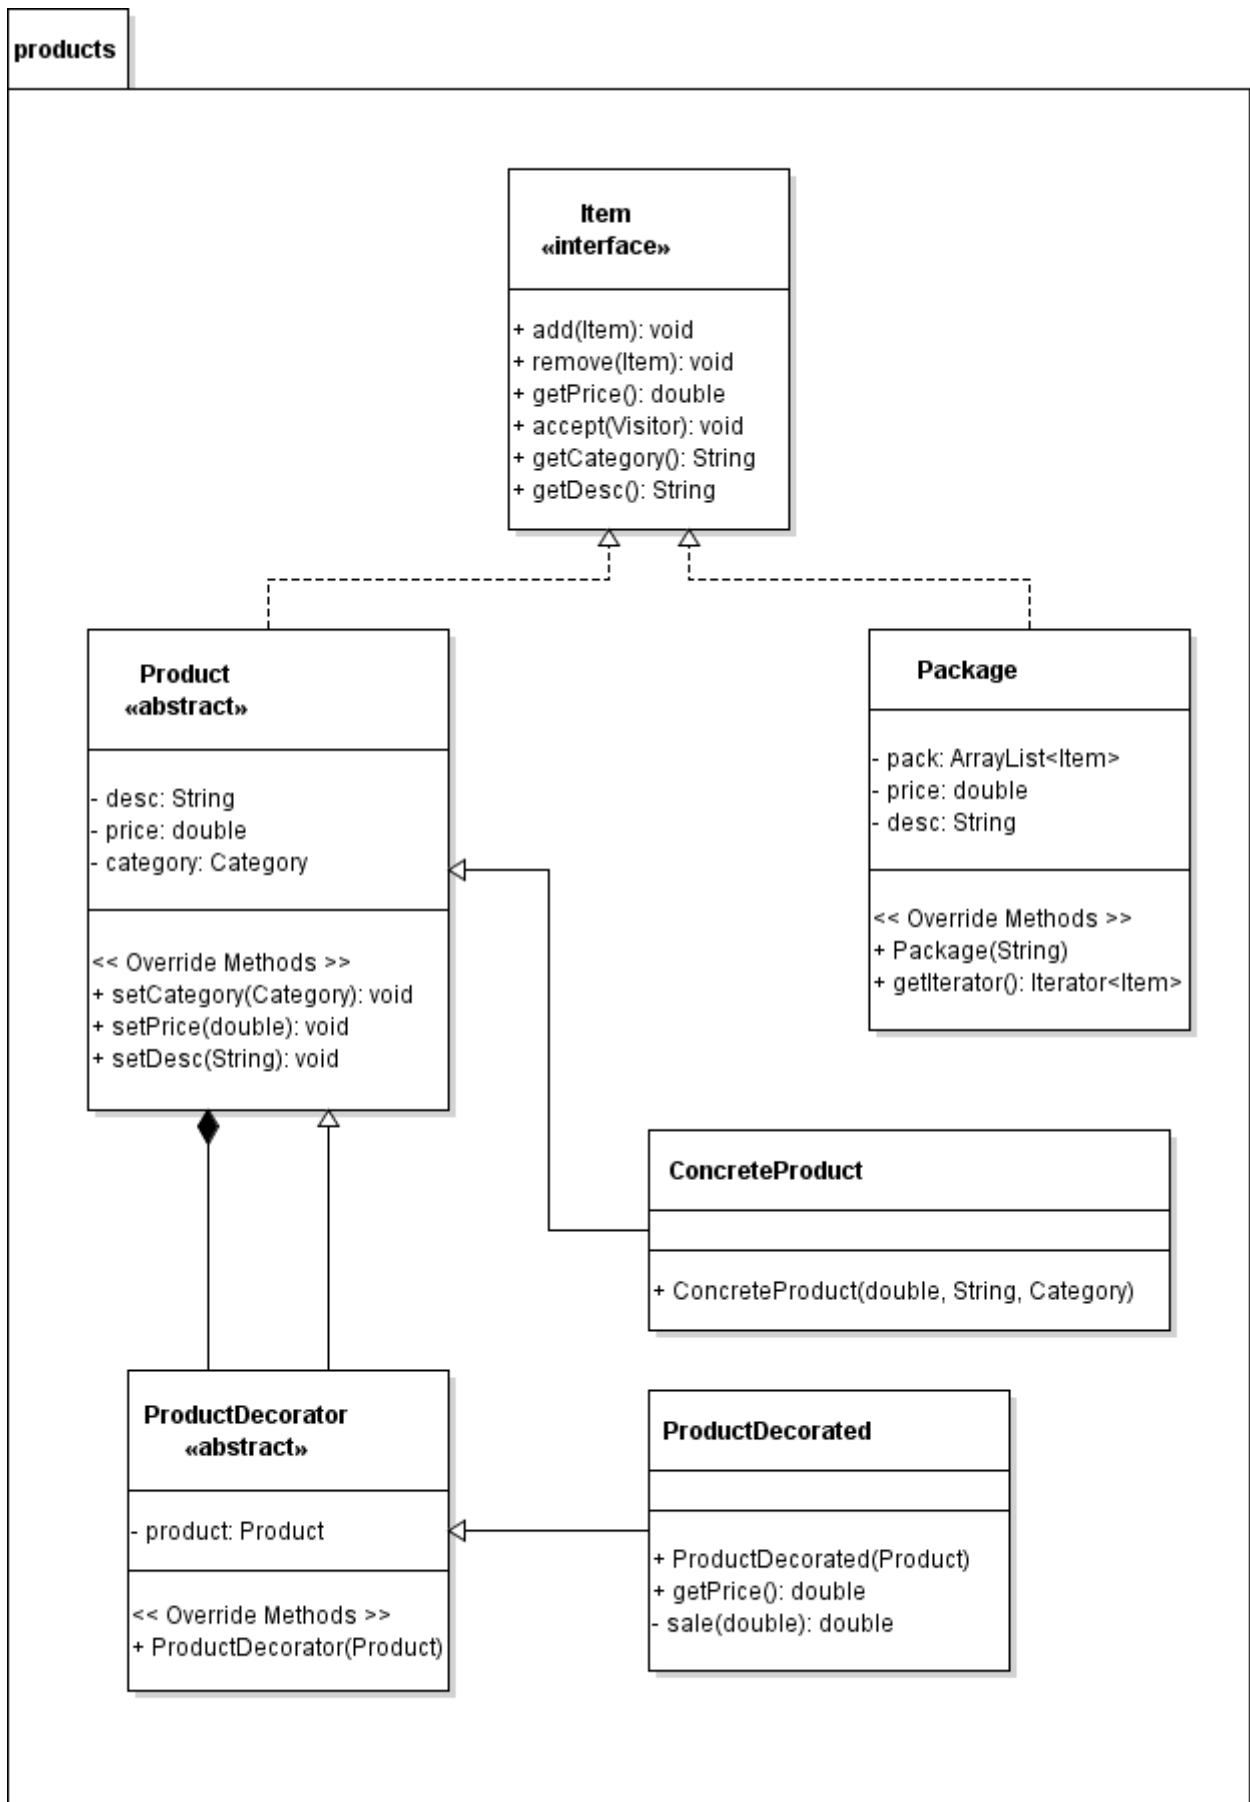 products
Item
«interface»
+ add(Item): void
+ remove(Item): void
+ getPrice(): double
+ accept(Visitor): void
+ getCategory(): String
+ getDesc(): String
Product
«abstract»
- desc: String
- price: double
- category: Category
<< Override Methods >>
+ setCategory(Category): void
+ setPrice(double): void
+ setDesc(String): void
Package
- pack: ArrayList<Item>
- price: double
- desc: String
<< Override Methods >>
+ Package(String)
+ getIterator(): Iterator<Item>
ConcreteProduct
+ ConcreteProduct(double, String, Category)
ProductDecorator
«abstract»
- product: Product
<< Override Methods >>
+ ProductDecorator(Product)
ProductDecorated
+ ProductDecorated(Product)
+ getPrice(): double
- sale(double): double